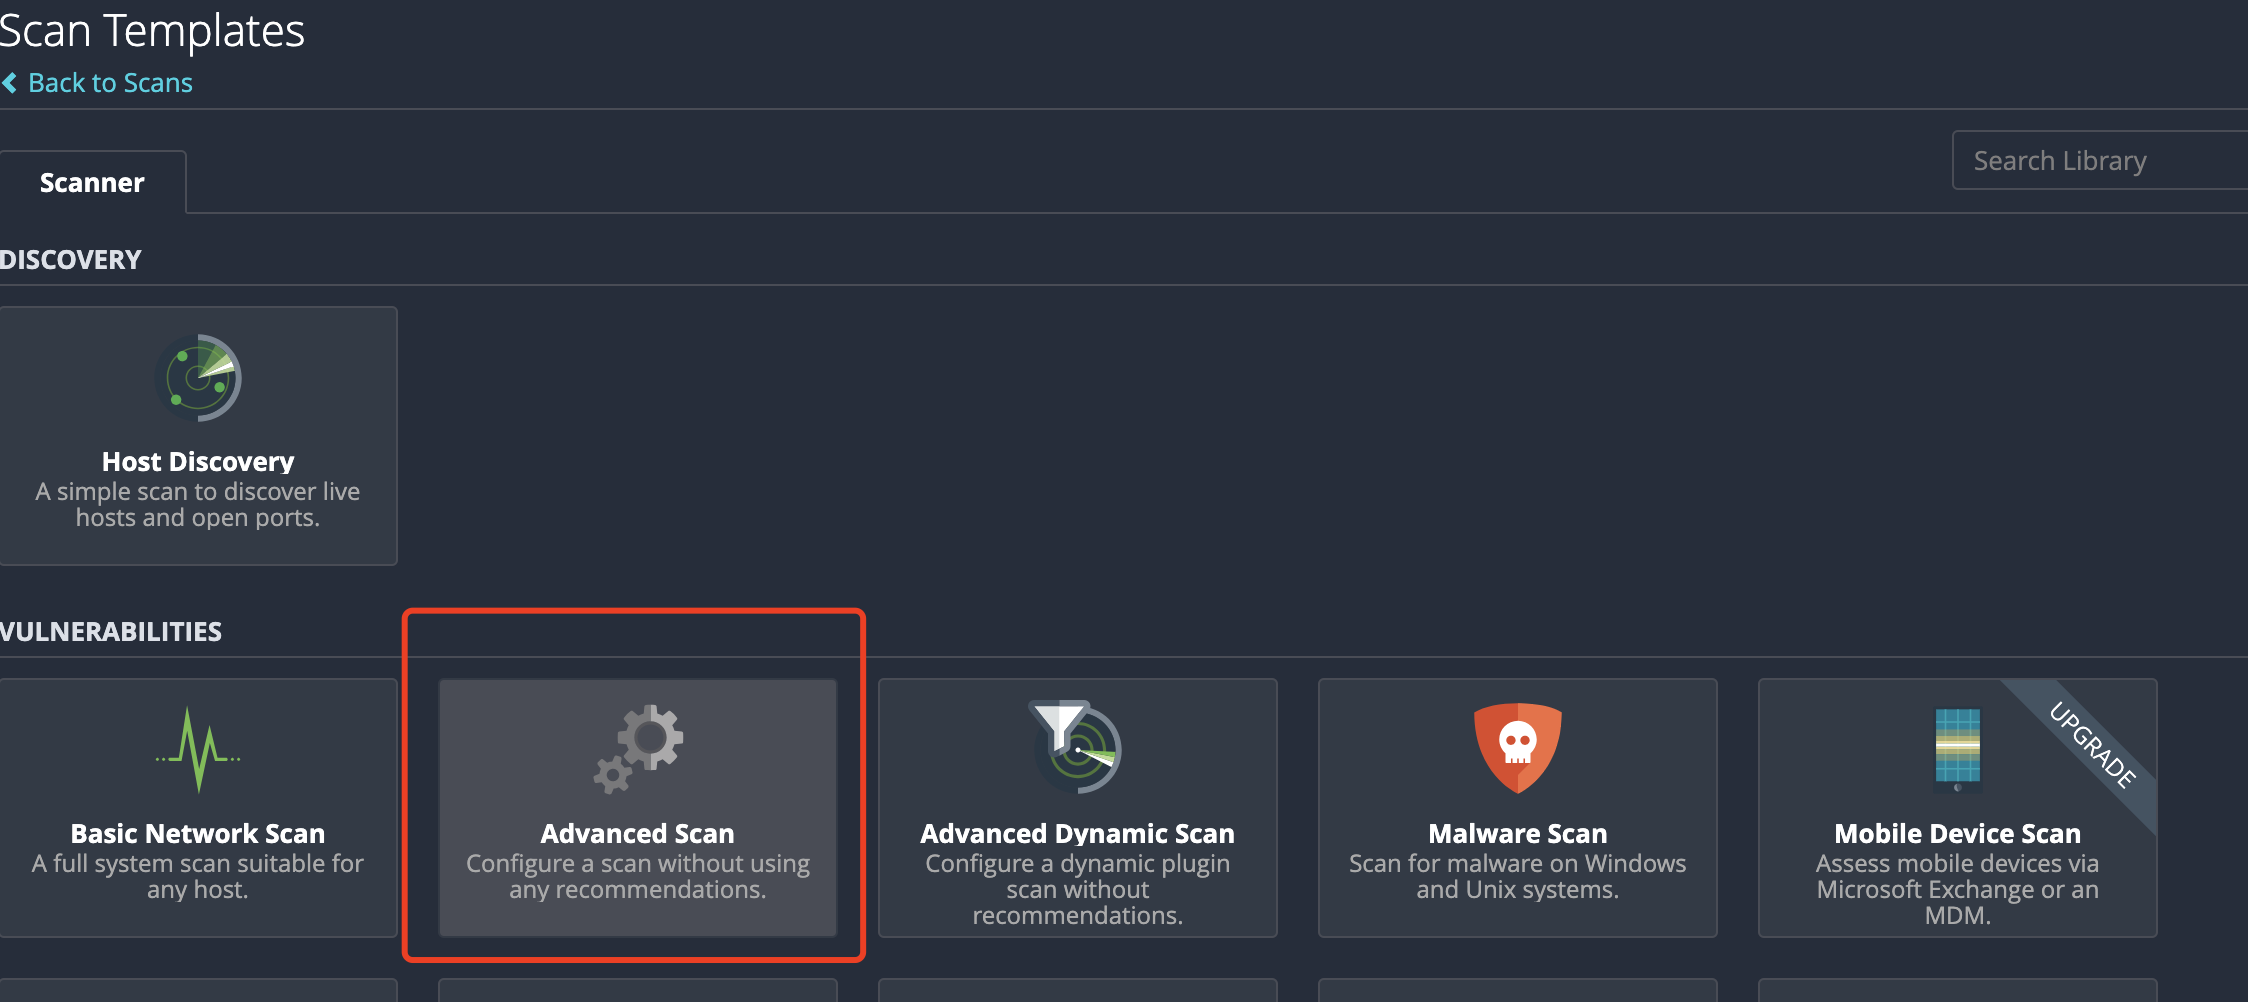 Scan Templates
Back to Scans
Scanner
Search Library
DISCOVERY
Host Discovery
A simple scan to discover live
hosts and open ports.
VULNERABILITIES
Basic Network Scan
A full system scan suitable for
any host.
Advanced Scan
Configure a scan without using
any recommendations.
Advanced Dynamic Scan
Configure a dynamic plugin
scan without
recommendations.
Malware Scan
Scan for malware on Windows
and Unix systems.
UPGRADE
Mobile Device Scan
Assess mobile devices via
Microsoft Exchange or an
MDM.